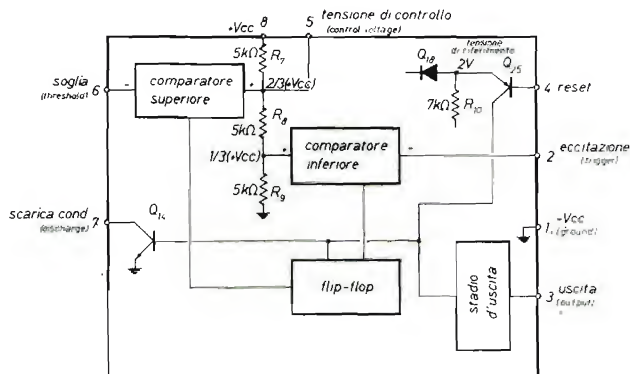 +Vcc 8
5 tensione di controllo
(control voltage)
5kΩ R7
2/3(+Vcc)
soglia
(threshold) 6
-
comparatore
superiore
+
5kΩ R8
1/3(+Vcc)
5kΩ R9
+
comparatore
inferiore
-
tensione
di riferimento
Q18
2V
Q25
7kΩ R10
4 reset
2 eccitazione
(trigger)
scarica cond
7 (discharge)
Q14
-Vcc
1 (ground)
flip-flop
stadio
d'uscita
3 uscita
(output)